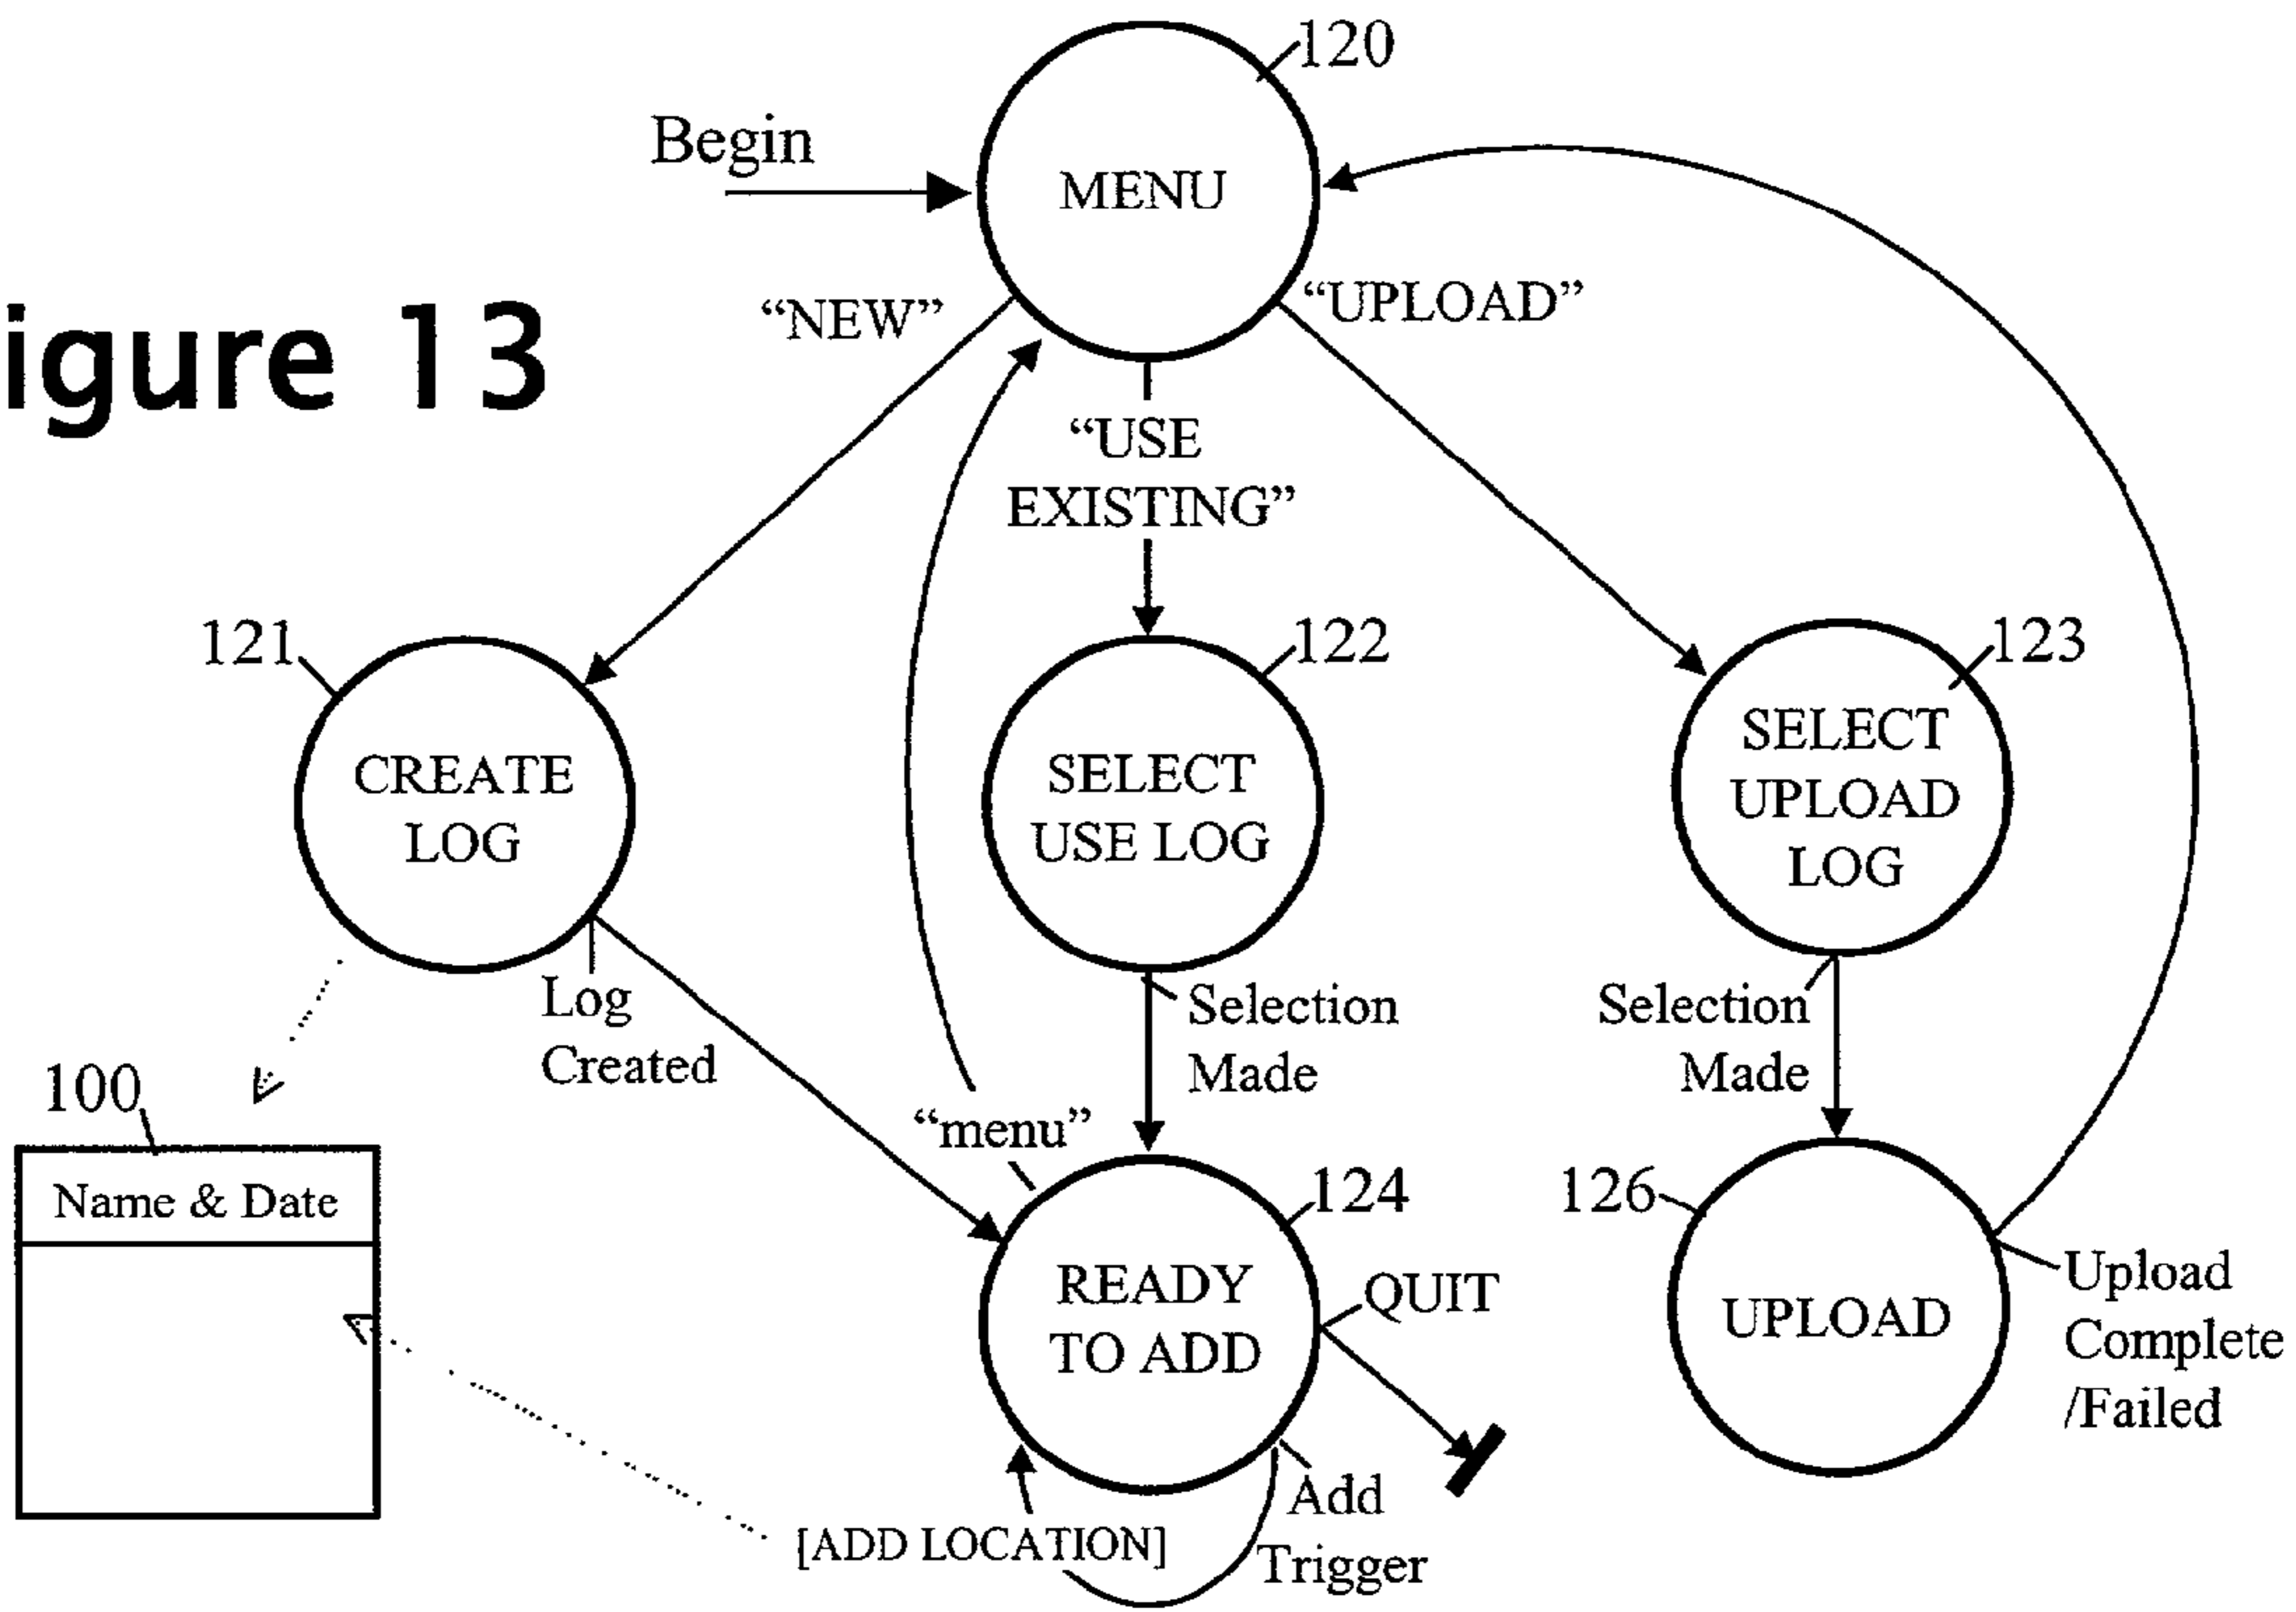 120
Begin
MENU
igure 13
“NEW”
“UPLOAD”
“USE
EXISTING”
121
122
123
CREATE
LOG
SELECT
USE LOG
SELECT
UPLOAD
LOG
Log
Created
Selection
Made
Selection
Made
100
“menu”
Name & Date
124
126
READY
TO ADD
QUIT
UPLOAD
Upload
Complete
/Failed
Add
Trigger
[ADD LOCATION]